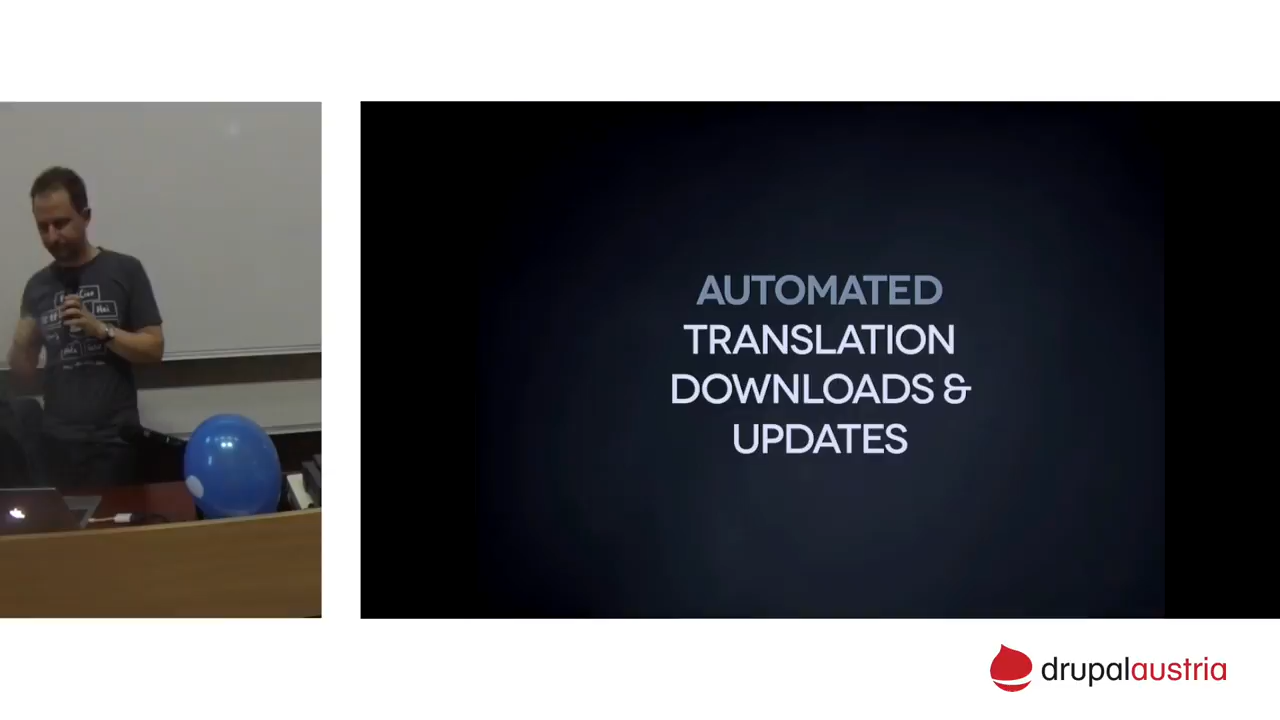 AUTOMATED
TRANSLATION
DOWNLOADS &
UPDATES
drupalaustria